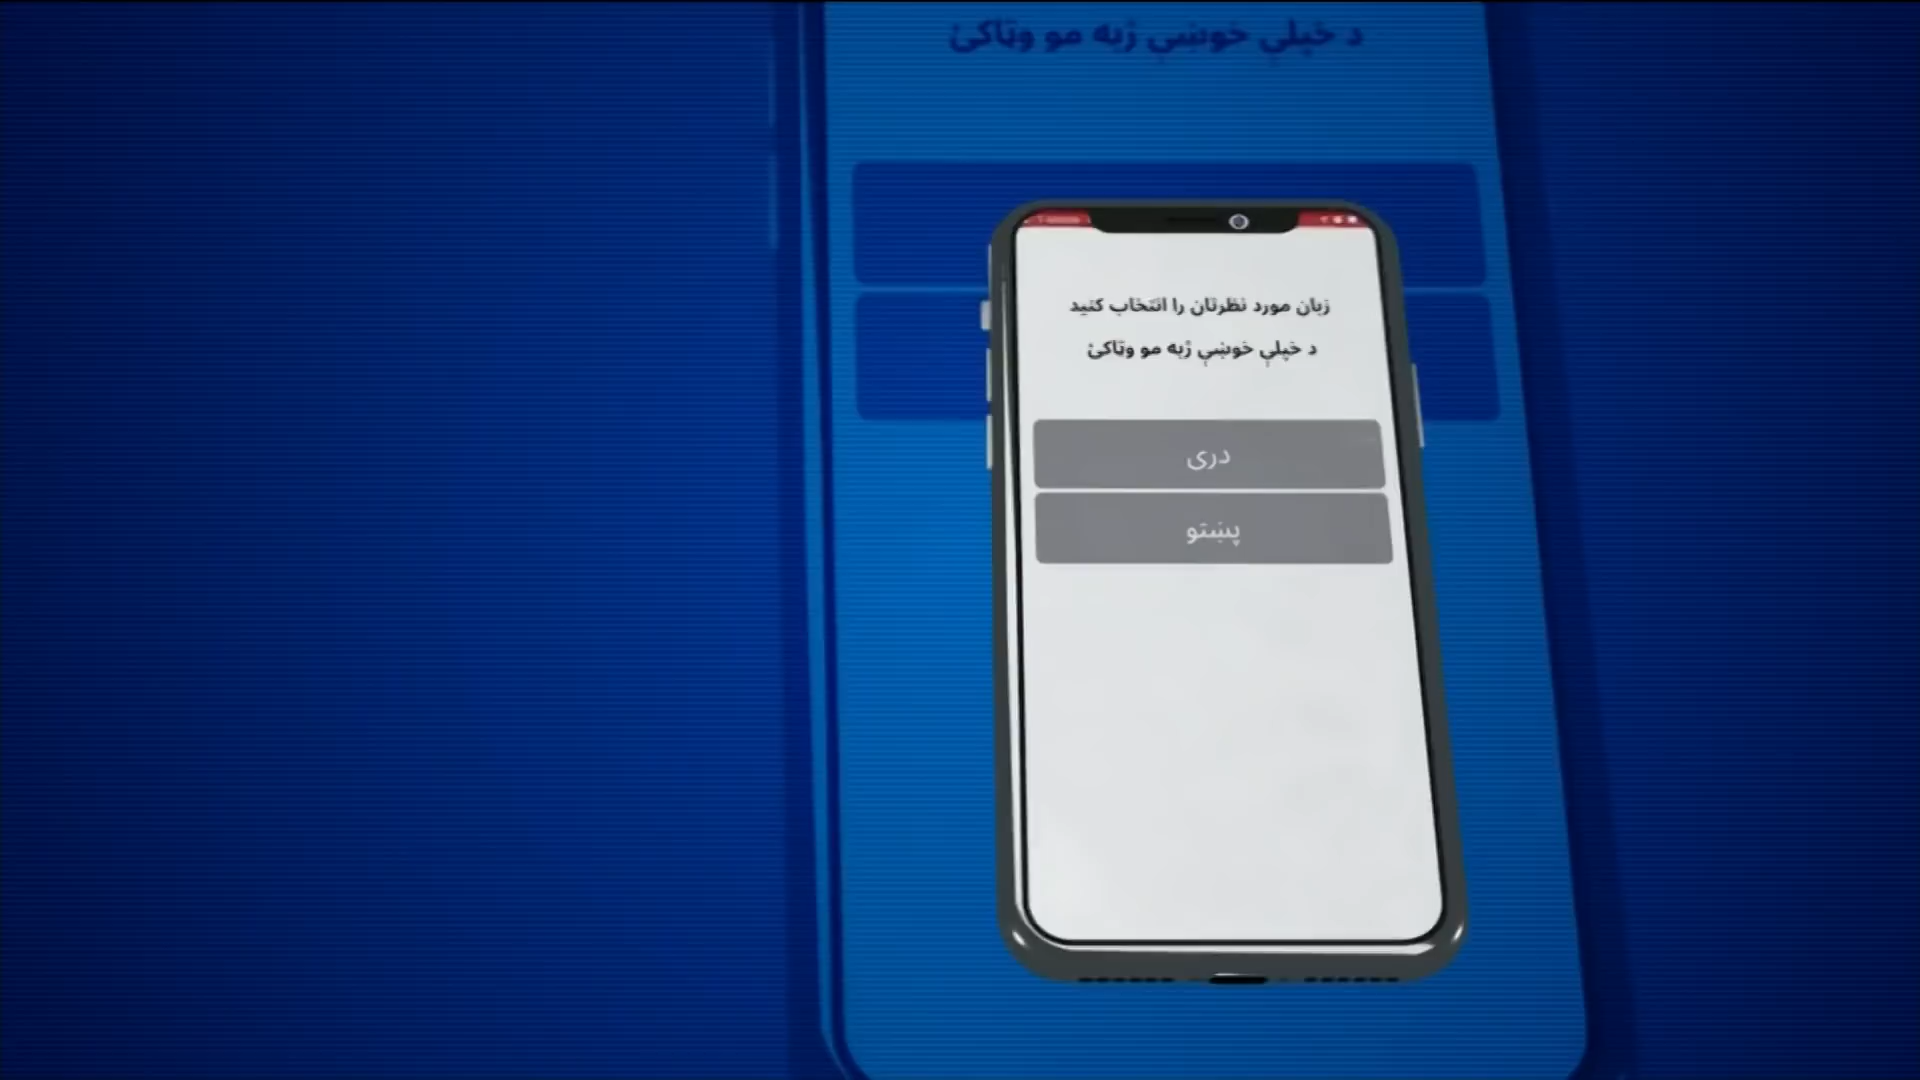 د خپلې خوښې ژبه مو وټاکئ
زبان مورد نظرتان را انتخاب کنید
د خپلې خوښې ژبه مو وټاکئ
دری
پښتو